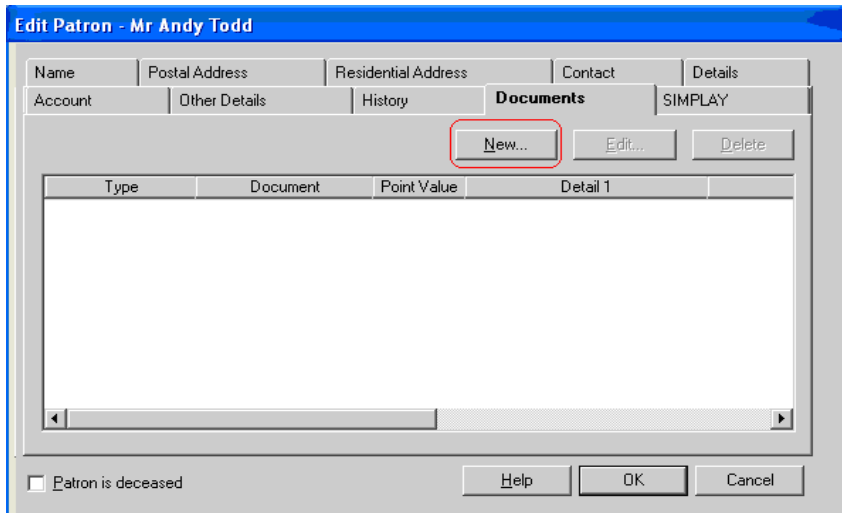 Edit Patron - Mr Andy Todd
Name Postal Address Residential Address Contact Details
Account Other Details History Documents SIMPLAY
New... Edit... Delete
Type Document Point Value Detail 1
Patron is deceased Help OK Cancel